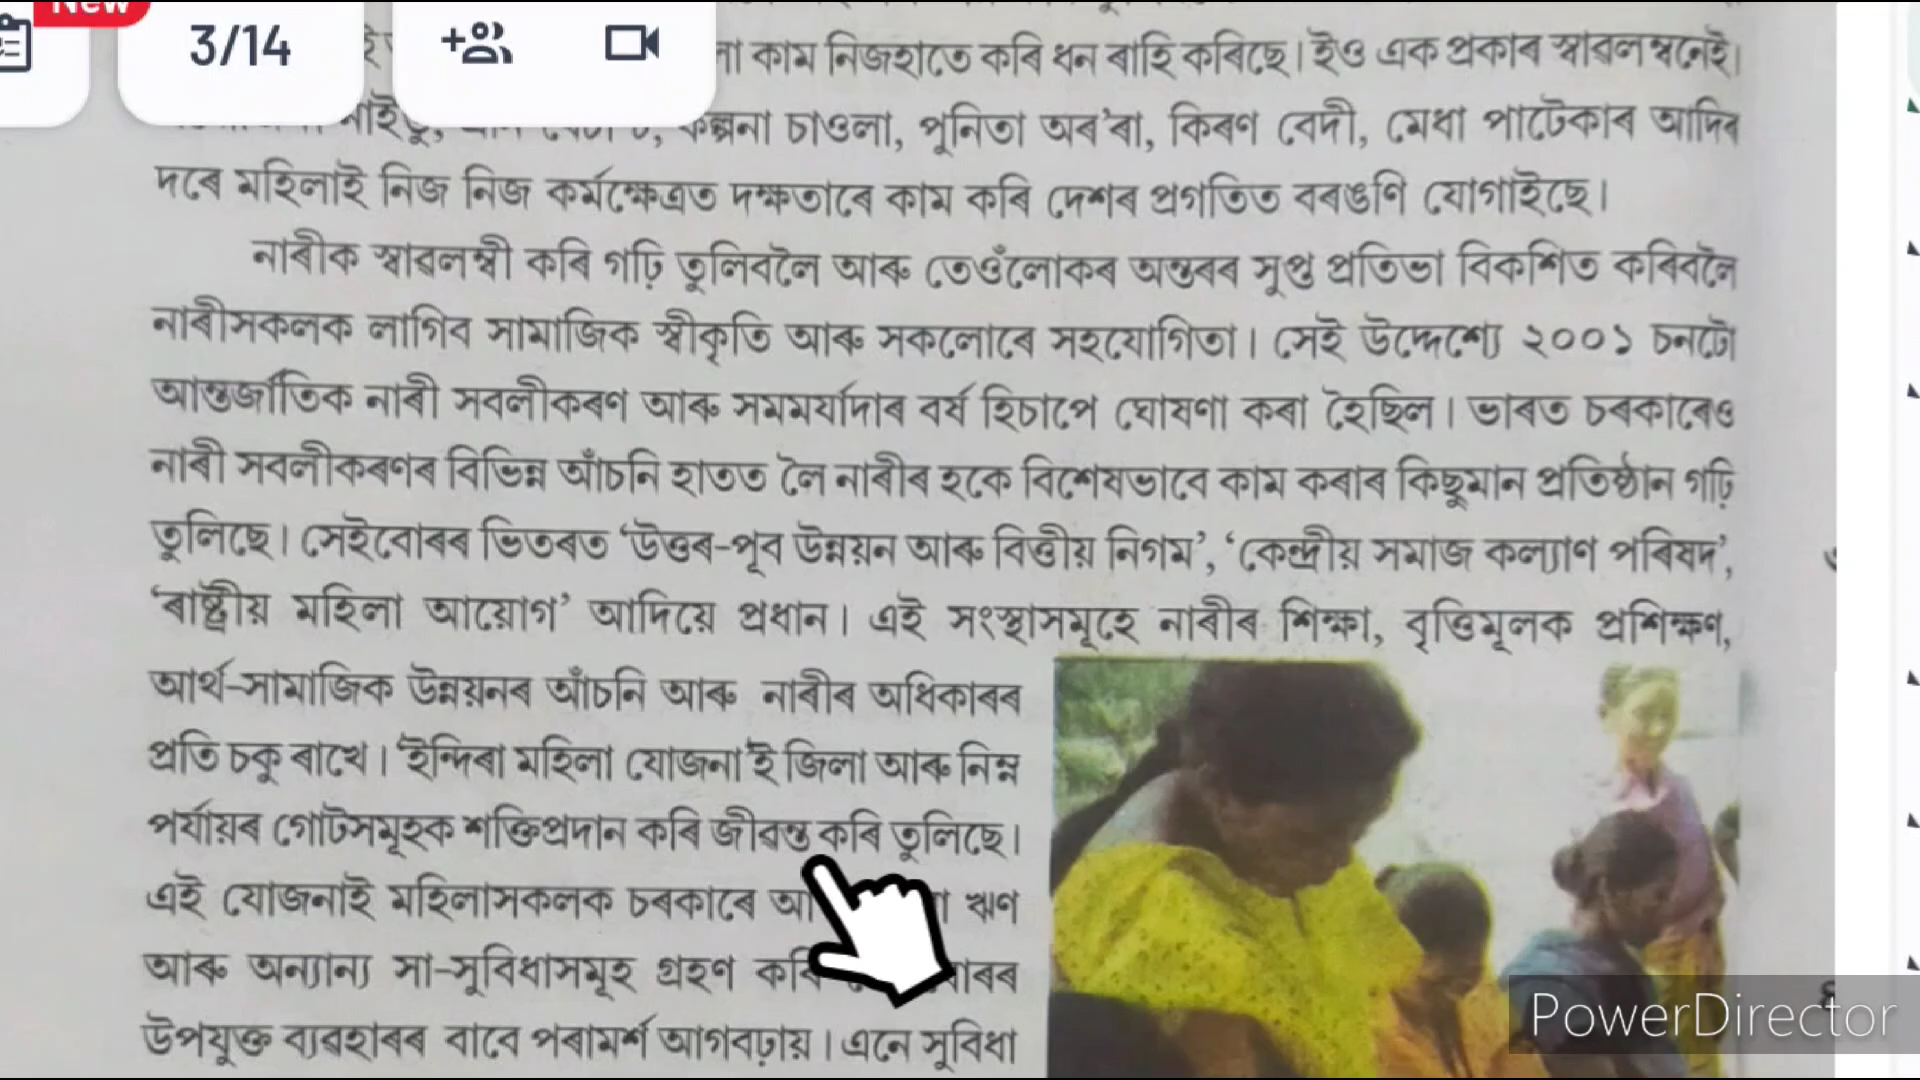 New
3/14
কাম নিজহাতে কৰি ধন ৰাহি কৰিছে। ইও এক প্ৰকাৰ স্বাৱলম্বনেই।
কল্পনা চাওলা, পুনিতা অৰ'ৰা, কিৰণ বেদী, মেধা পাটেকাৰ আদিৰ
দৰে মহিলাই নিজ নিজ কৰ্মক্ষেত্ৰত দক্ষতাৰে কাম কৰি দেশৰ প্ৰগতিত বৰঙণি যোগাইছে।
নাৰীক স্বাৱলম্বী কৰি গঢ়ি তুলিবলৈ আৰু তেওঁলোকৰ অন্তৰৰ সুপ্ত প্ৰতিভা বিকশিত কৰিবলৈ
নাৰীসকলক লাগিব সামাজিক স্বীকৃতি আৰু সকলোৰে সহযোগিতা। সেই উদ্দেশ্যে ২০০১ চনটো
আন্তৰ্জাতিক নাৰী সবলীকৰণ আৰু সমমৰ্যাদাৰ বৰ্ষ হিচাপে ঘোষণা কৰা হৈছিল। ভাৰত চৰকাৰেও
নাৰী সবলীকৰণৰ বিভিন্ন আঁচনি হাতত লৈ নাৰীৰ হকে বিশেষভাবে কাম কৰাৰ কিছুমান প্ৰতিষ্ঠান গঢ়ি
তুলিছে। সেইবোৰৰ ভিতৰত 'উত্তৰ-পূব উন্নয়ন আৰু বিত্তীয় নিগম', 'কেন্দ্ৰীয় সমাজ কল্যাণ পৰিষদ',
'ৰাষ্ট্ৰীয় মহিলা আয়োগ' আদিয়ে প্ৰধান। এই সংস্থাসমূহে নাৰীৰ শিক্ষা, বৃত্তিমূলক প্ৰশিক্ষণ,
আৰ্থ-সামাজিক উন্নয়নৰ আঁচনি আৰু নাৰীৰ অধিকাৰৰ
প্ৰতি চকু ৰাখে। 'ইন্দিৰা মহিলা যোজনা'ই জিলা আৰু নিম্ন
পৰ্যায়ৰ গোটসমূহক শক্তিপ্ৰদান কৰি জীৱন্ত কৰি তুলিছে।
এই যোজনাই মহিলাসকলক চৰকাৰে ঋণ
আৰু অন্যান্য সা-সুবিধাসমূহ গ্ৰহণ কৰি
উপযুক্ত ব্যৱহাৰৰ বাবে পৰামৰ্শ আগবঢ়ায়। এনে সুবিধা
PowerDirector